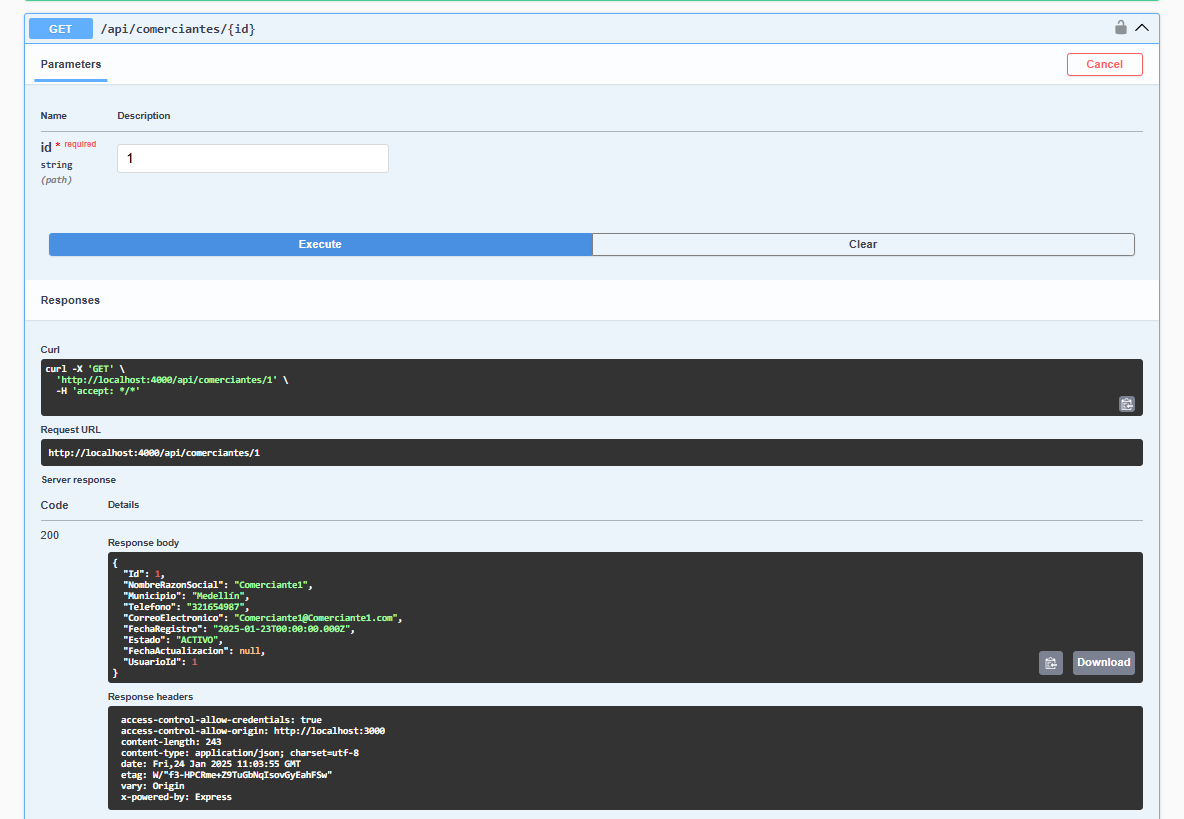 GET /api/comerciantes/{id}
Parameters
Cancel
Name Description
id * required
string
(path)
1
Execute Clear
Responses
Curl
curl -X 'GET' \
'http://localhost:4000/api/comerciantes/1' \
-H 'accept: */*'
Request URL
http://localhost:4000/api/comerciantes/1
Server response
Code Details
200
Response body
{
"Id": 1,
"NombreRazonSocial": "Comerciante1",
"Municipio": "Medellín",
"Telefono": "321654987",
"CorreoElectronico": "Comerciante1@Comerciante1.com",
"FechaRegistro": "2025-01-23T00:00:00.000Z",
"Estado": "ACTIVO",
"FechaActualizacion": null,
"UsuarioId": 1
}
Download
Response headers
access-control-allow-credentials: true
access-control-allow-origin: http://localhost:3000
content-length: 243
content-type: application/json; charset=utf-8
date: Fri,24 Jan 2025 11:03:55 GMT
etag: W/"f3-HPCRme+Z9TuGbNqIsovGyEahFSw"
vary: Origin
x-powered-by: Express